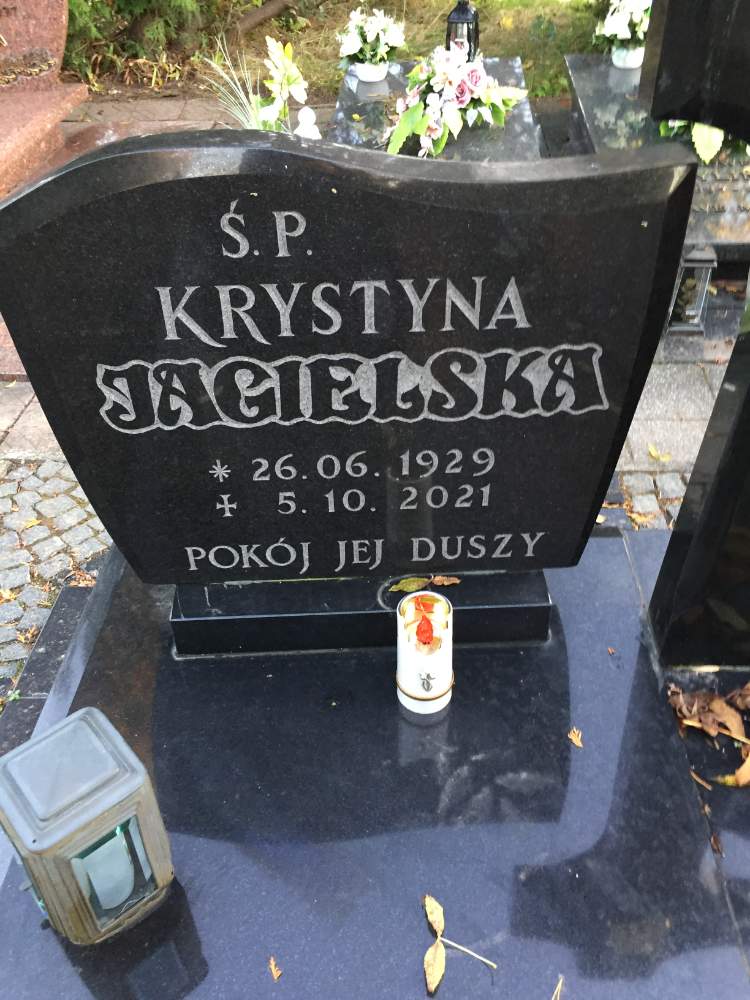 Ś.P.
KRYSTYNA
JAGIELSKA
* 26.06.1929
✝ 5.10.2021
POKÓJ JEJ DUSZY